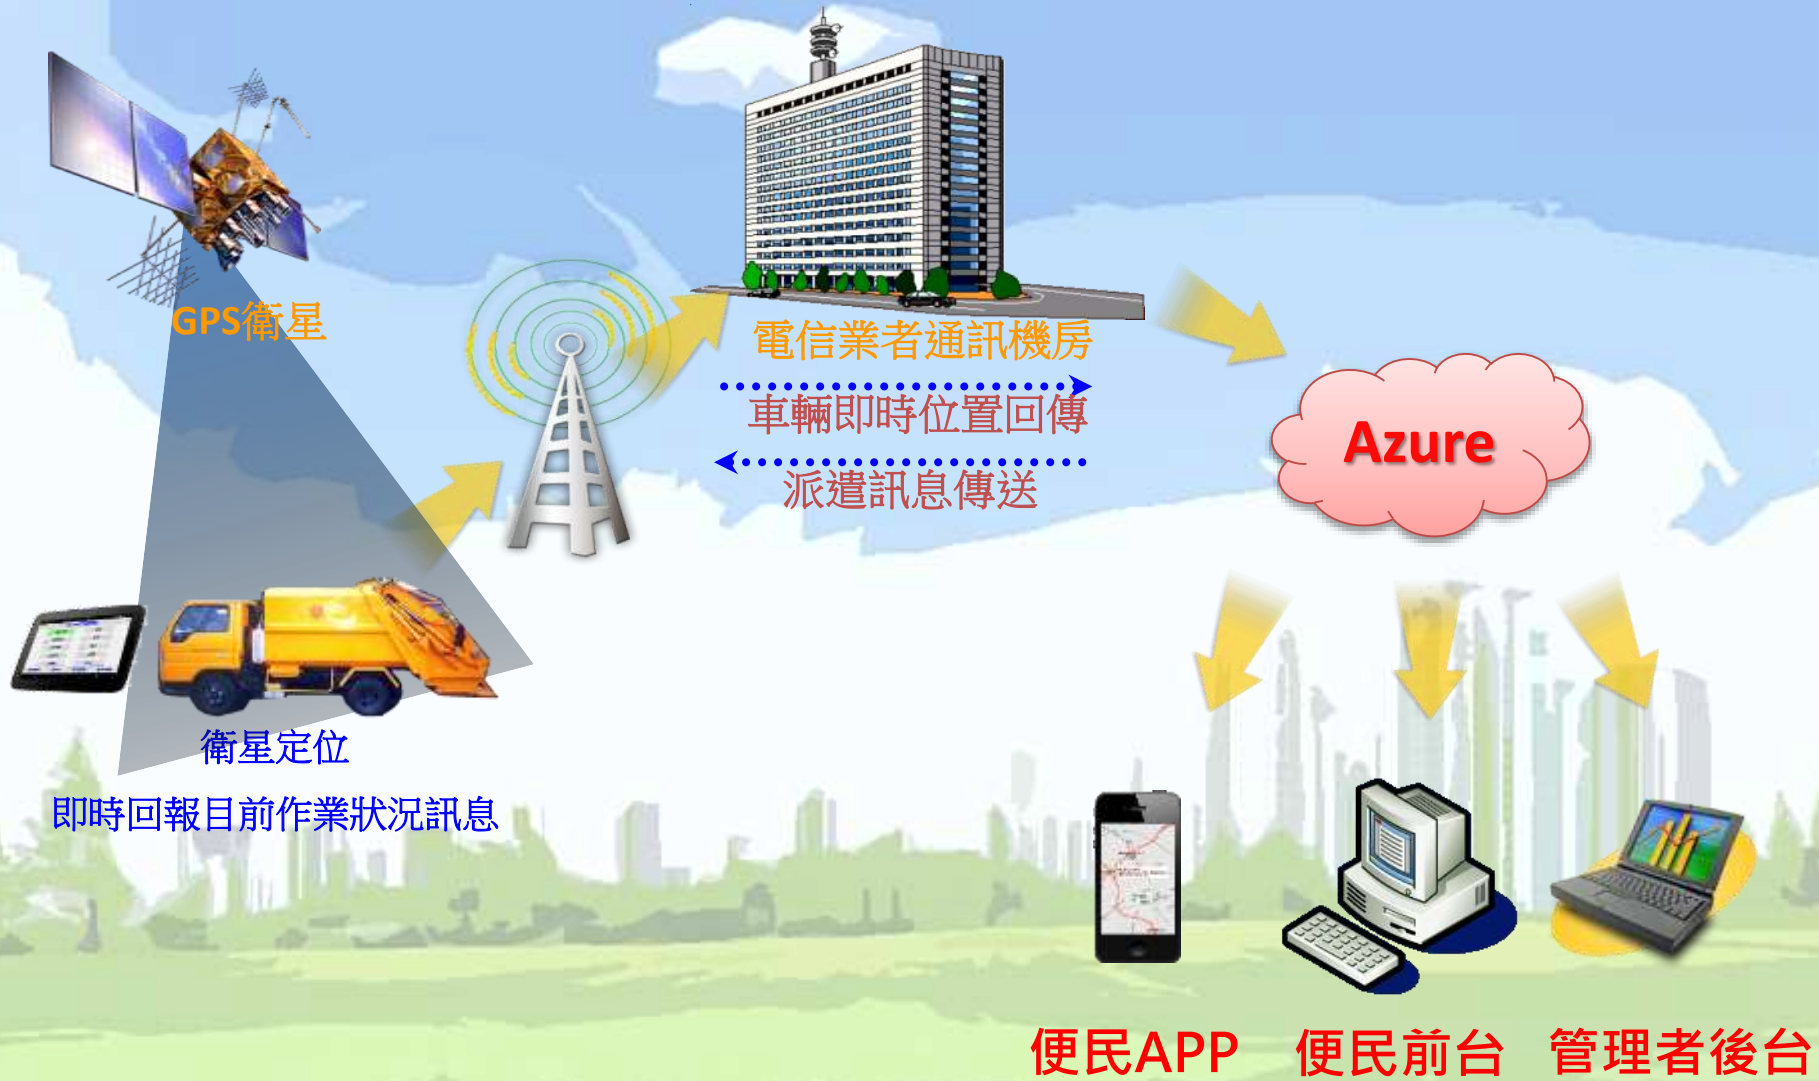 GPS衛星
電信業者通訊機房
車輛即時位置回傳
派遣訊息傳送
Azure
衛星定位
即時回報目前作業狀況訊息
便民APP
便民前台
管理者後台